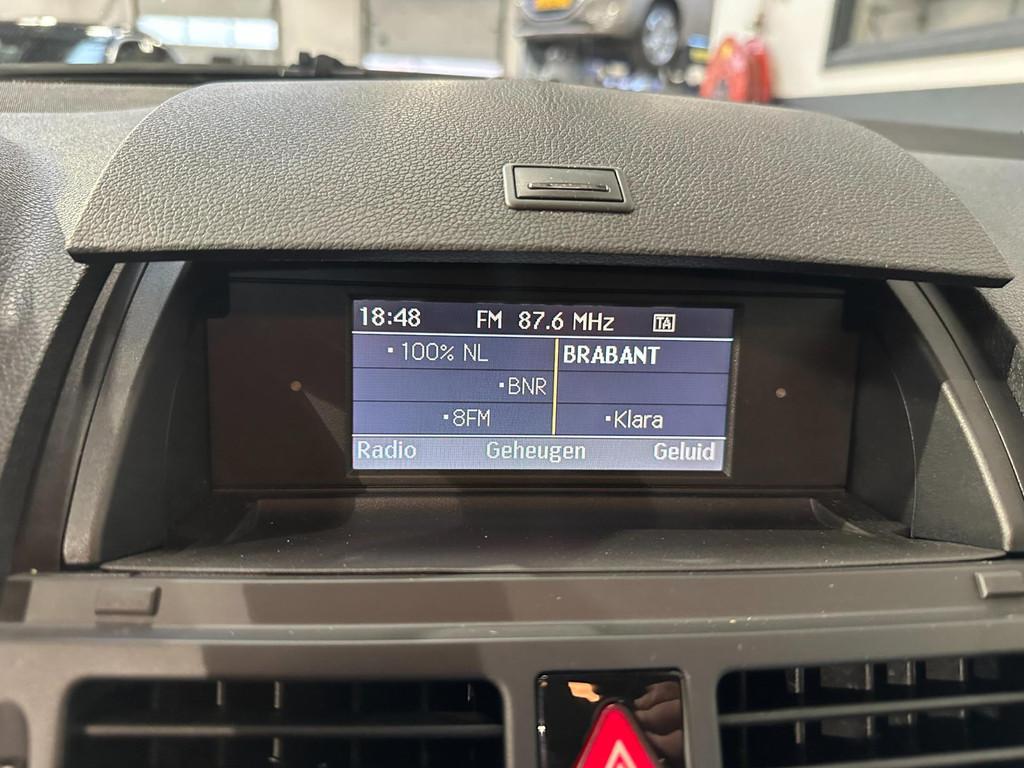 18:48 FM 87.6 MHz TA
100% NL BRABANT
BNR
8FM Klara
Radio Geheugen Geluid